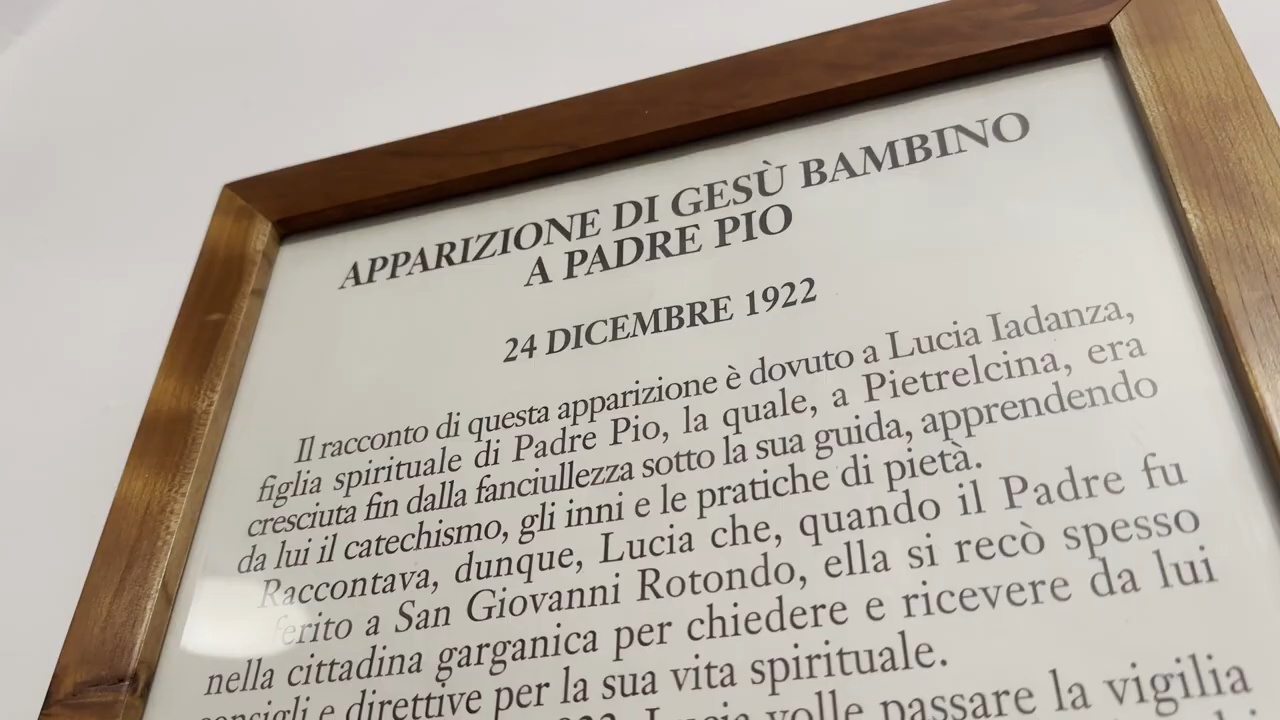 APPARIZIONE DI GESÙ BAMBINO
A PADRE PIO
24 DICEMBRE 1922
Il racconto di questa apparizione è dovuto a Lucia Iadanza,
figlia spirituale di Padre Pio, la quale, a Pietrelcina, era
cresciuta fin dalla fanciullezza sotto la sua guida, apprendendo
da lui il catechismo, gli inni e le pratiche di pietà.
Raccontava, dunque, Lucia che, quando il Padre fu
a San Giovanni Rotondo, ella si recò spesso
nella cittadina garganica per chiedere e ricevere da lui
consigli e direttive per la sua vita spirituale.
Lucia volle passare la vigilia